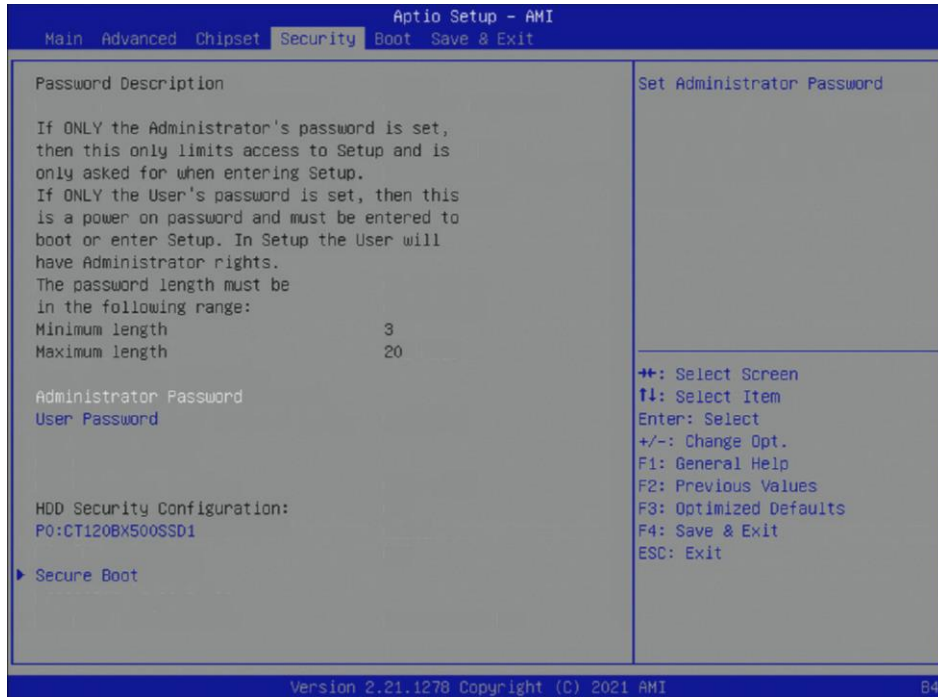 Aptio Setup – AMI
Main Advanced Chipset Security Boot Save & Exit
Password Description
If ONLY the Administrator's password is set,
then this only limits access to Setup and is
only asked for when entering Setup.
If ONLY the User's password is set, then this
is a power on password and must be entered to
boot or enter Setup. In Setup the User will
have Administrator rights.
The password length must be
in the following range:
Minimum length 3
Maximum length 20
Administrator Password
User Password
HDD Security Configuration:
P0:CT120BX500SSD1
Secure Boot
Set Administrator Password
→←: Select Screen
↑↓: Select Item
Enter: Select
+/-: Change Opt.
F1: General Help
F2: Previous Values
F3: Optimized Defaults
F4: Save & Exit
ESC: Exit
Version 2.21.1278 Copyright (C) 2021 AMI
B4